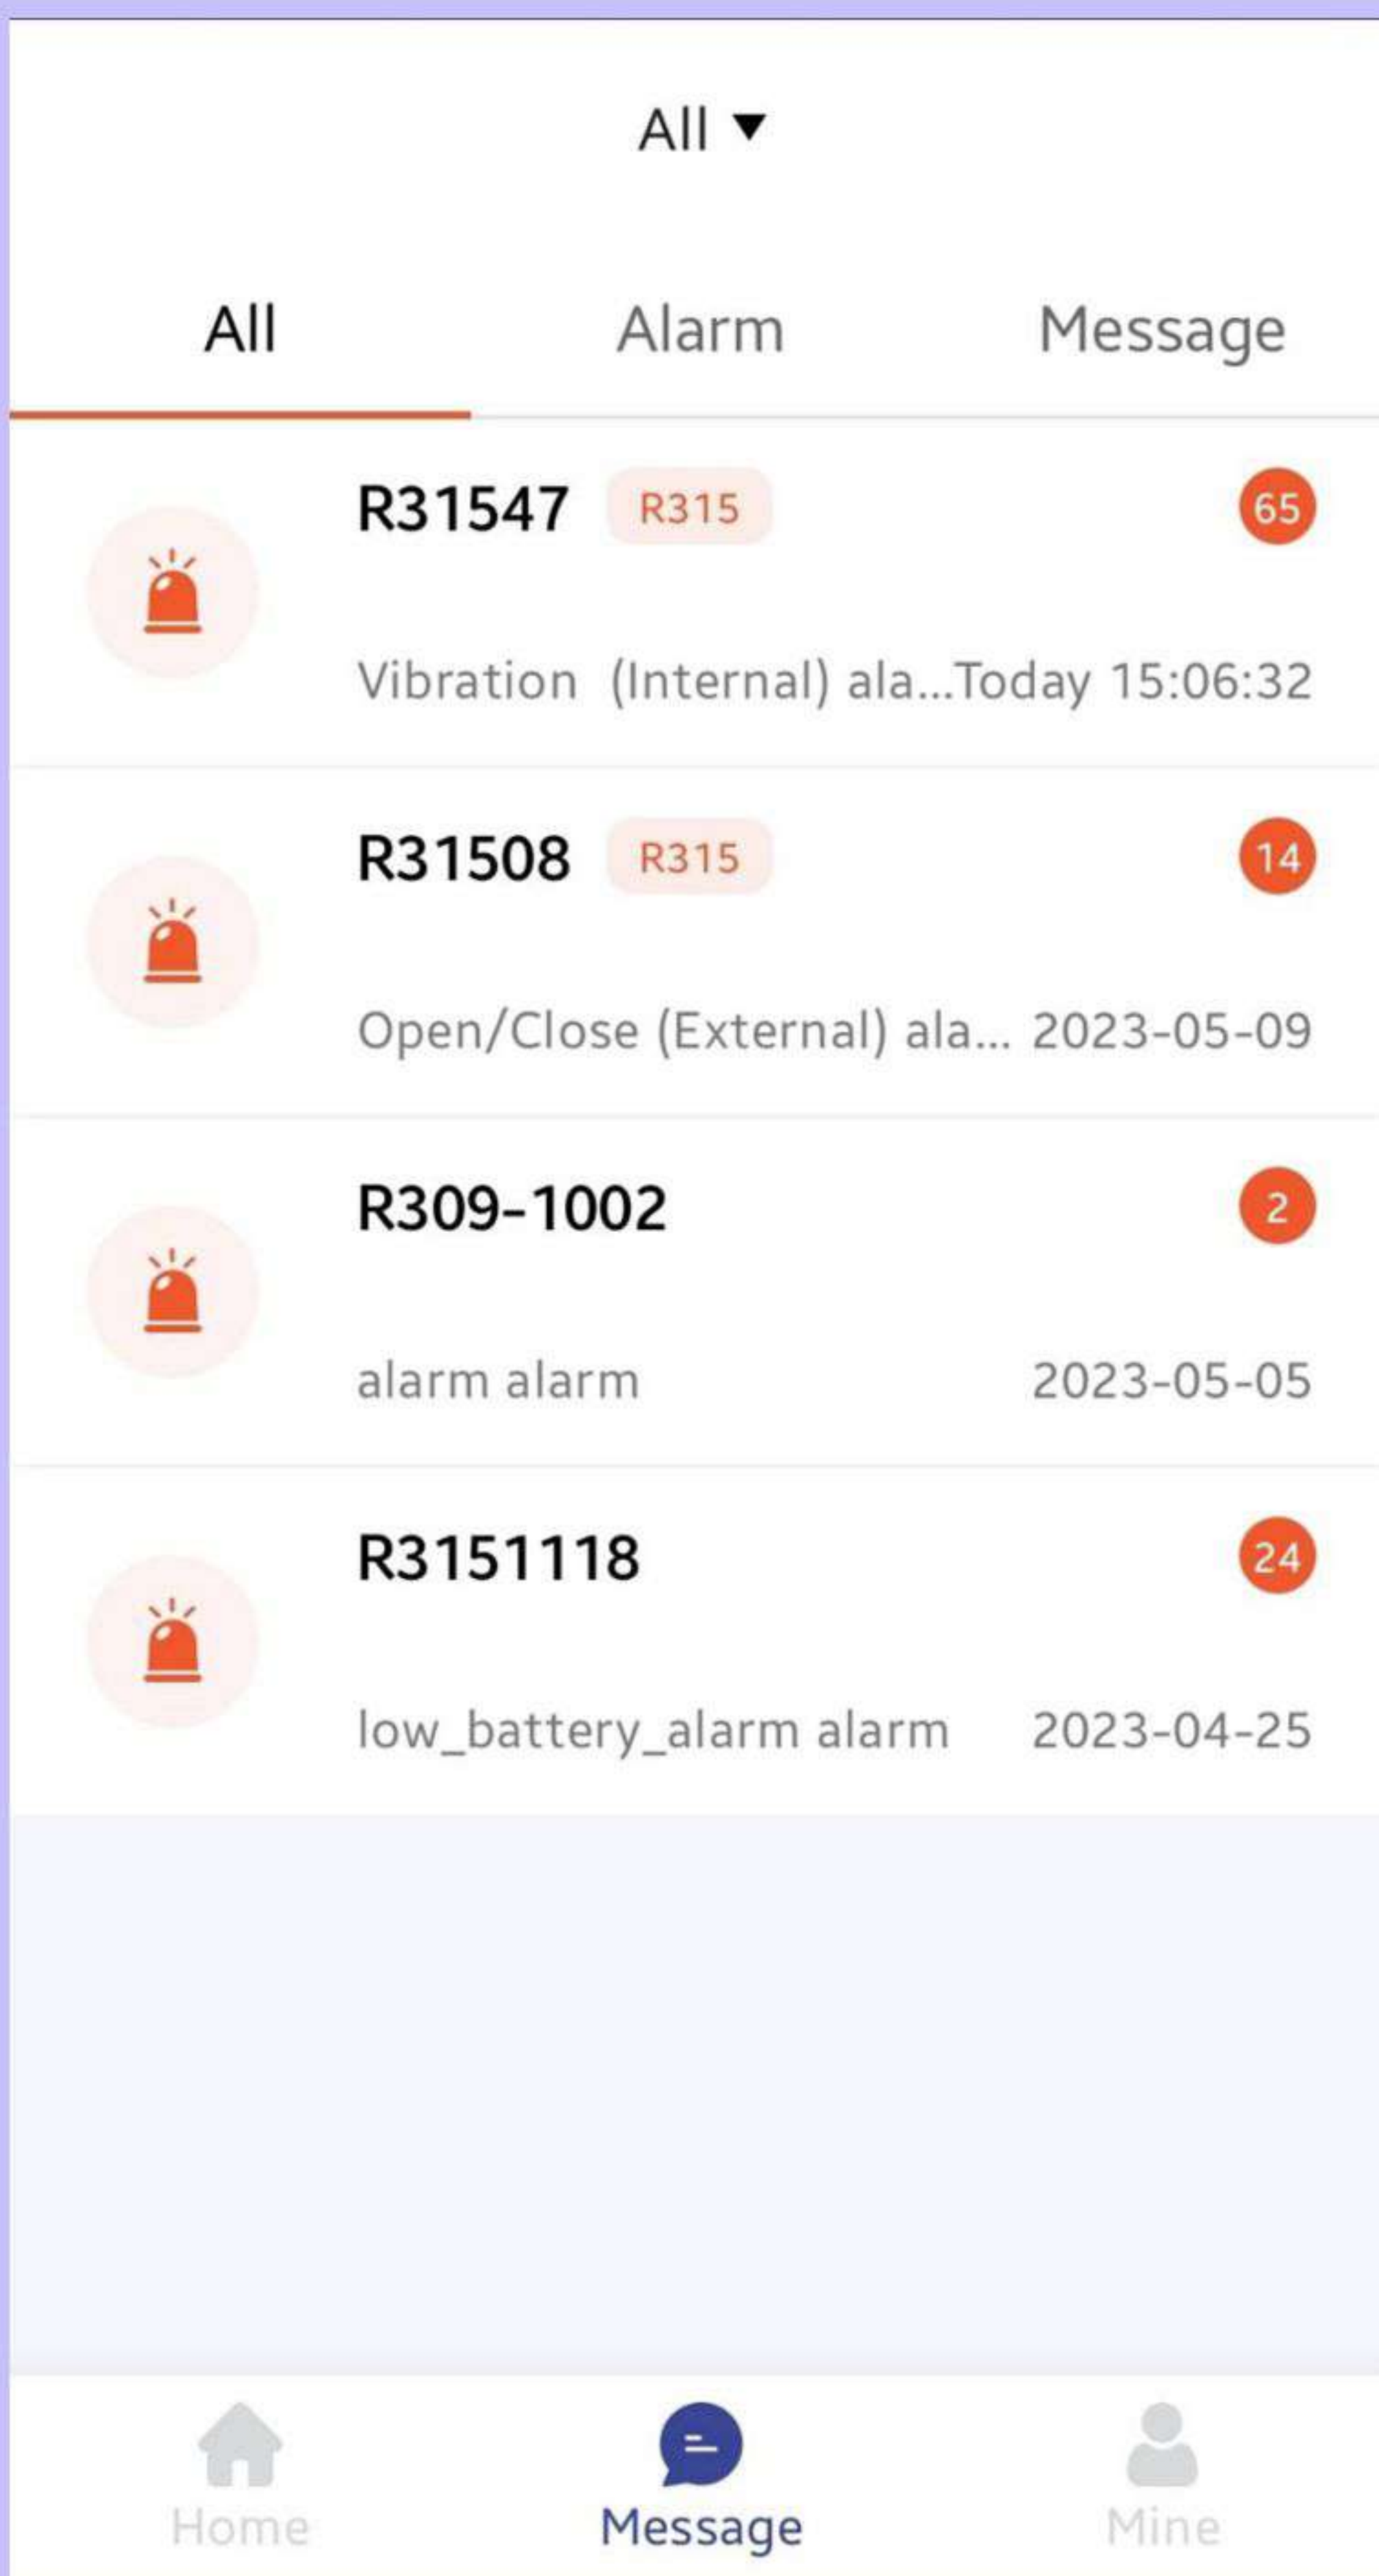 All ▼
All Alarm Message
R31547 R315 65
Vibration (Internal) ala...Today 15:06:32
R31508 R315 14
Open/Close (External) ala... 2023-05-09
R309-1002 2
alarm alarm 2023-05-05
R3151118 24
low_battery_alarm alarm 2023-04-25
Home Message Mine